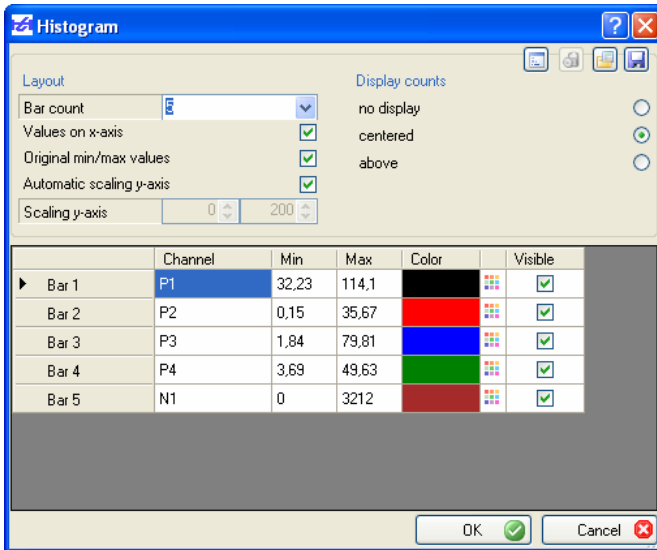 Histogram
Layout
Display counts
Bar count 5
no display
Values on x-axis
centered
Original min/max values
above
Automatic scaling y-axis
Scaling y-axis 0 200
Channel Min Max Color Visible
Bar 1 P1 32,23 114,1
Bar 2 P2 0,15 35,67
Bar 3 P3 1,84 79,81
Bar 4 P4 3,69 49,63
Bar 5 N1 0 3212
OK Cancel